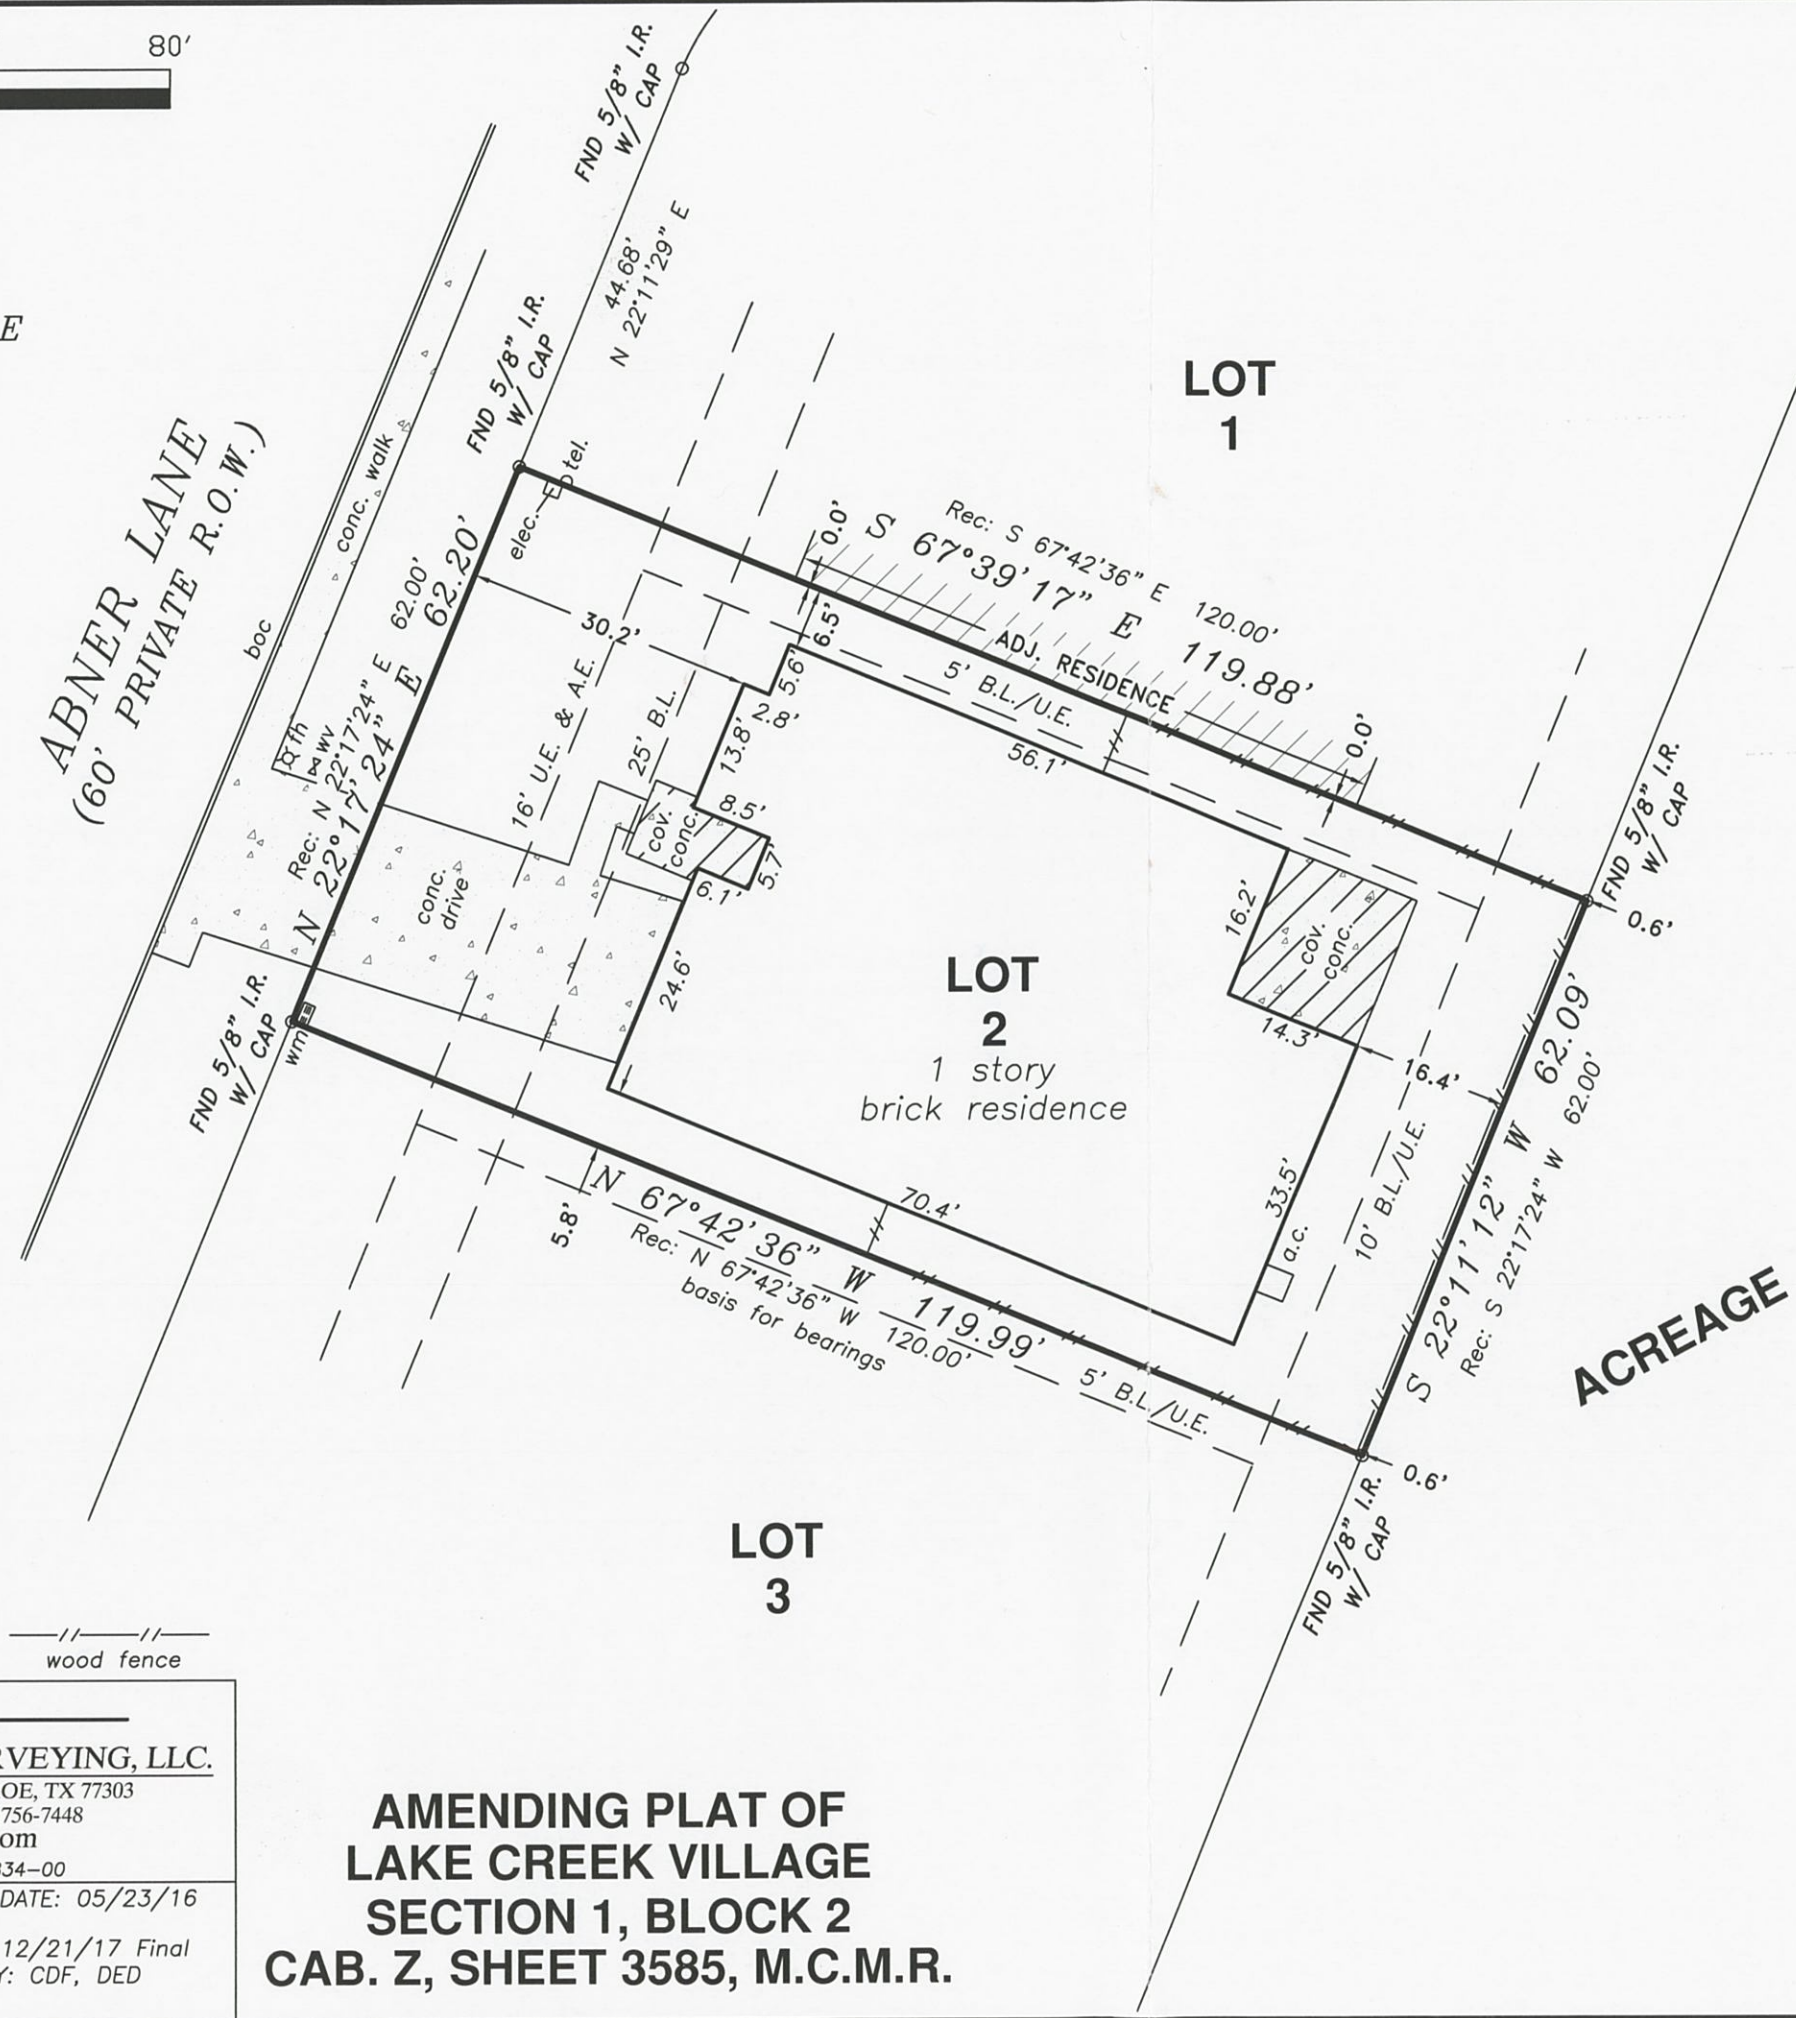 80'
E
ABNER LANE
(60' PRIVATE R.O.W.)
boc
conc. walk
fh
wv
FND 5/8" I.R.
W/ CAP
44.68'
N 22°11'29" E
FND 5/8" I.R.
W/ CAP
elec.
tel.
Rec: N 22°17'24" E 62.00'
N 22°17'24" E 62.20'
LOT
1
Rec: S 67°42'36" E 120.00'
S 67°39'17" E 119.88'
0.0'
ADJ. RESIDENCE
0.0'
6.5'
5' B.L./U.E.
30.2'
5.6'
2.8'
13.8'
56.1'
16' U.E. & A.E.
25' B.L.
8.5'
cov.
conc.
5.7'
6.1'
conc.
drive
24.6'
16.2'
cov.
conc.
14.3'
LOT
2
1 story
brick residence
FND 5/8" I.R.
W/ CAP
0.6'
16.4'
S 22°11'12" W 62.09'
Rec: S 22°17'24" W 62.00'
10' B.L./U.E.
33.5'
a.c.
FND 5/8" I.R.
W/ CAP
wm
5.8'
70.4'
N 67°42'36" W 119.99'
Rec: N 67°42'36" W 120.00'
basis for bearings
5' B.L./U.E.
ACREAGE
0.6'
FND 5/8" I.R.
W/ CAP
LOT
3
wood fence
RVEYING, LLC.
OE, TX 77303
756-7448
om
34-00
DATE: 05/23/16
12/21/17 Final
Y: CDF, DED
AMENDING PLAT OF
LAKE CREEK VILLAGE
SECTION 1, BLOCK 2
CAB. Z, SHEET 3585, M.C.M.R.